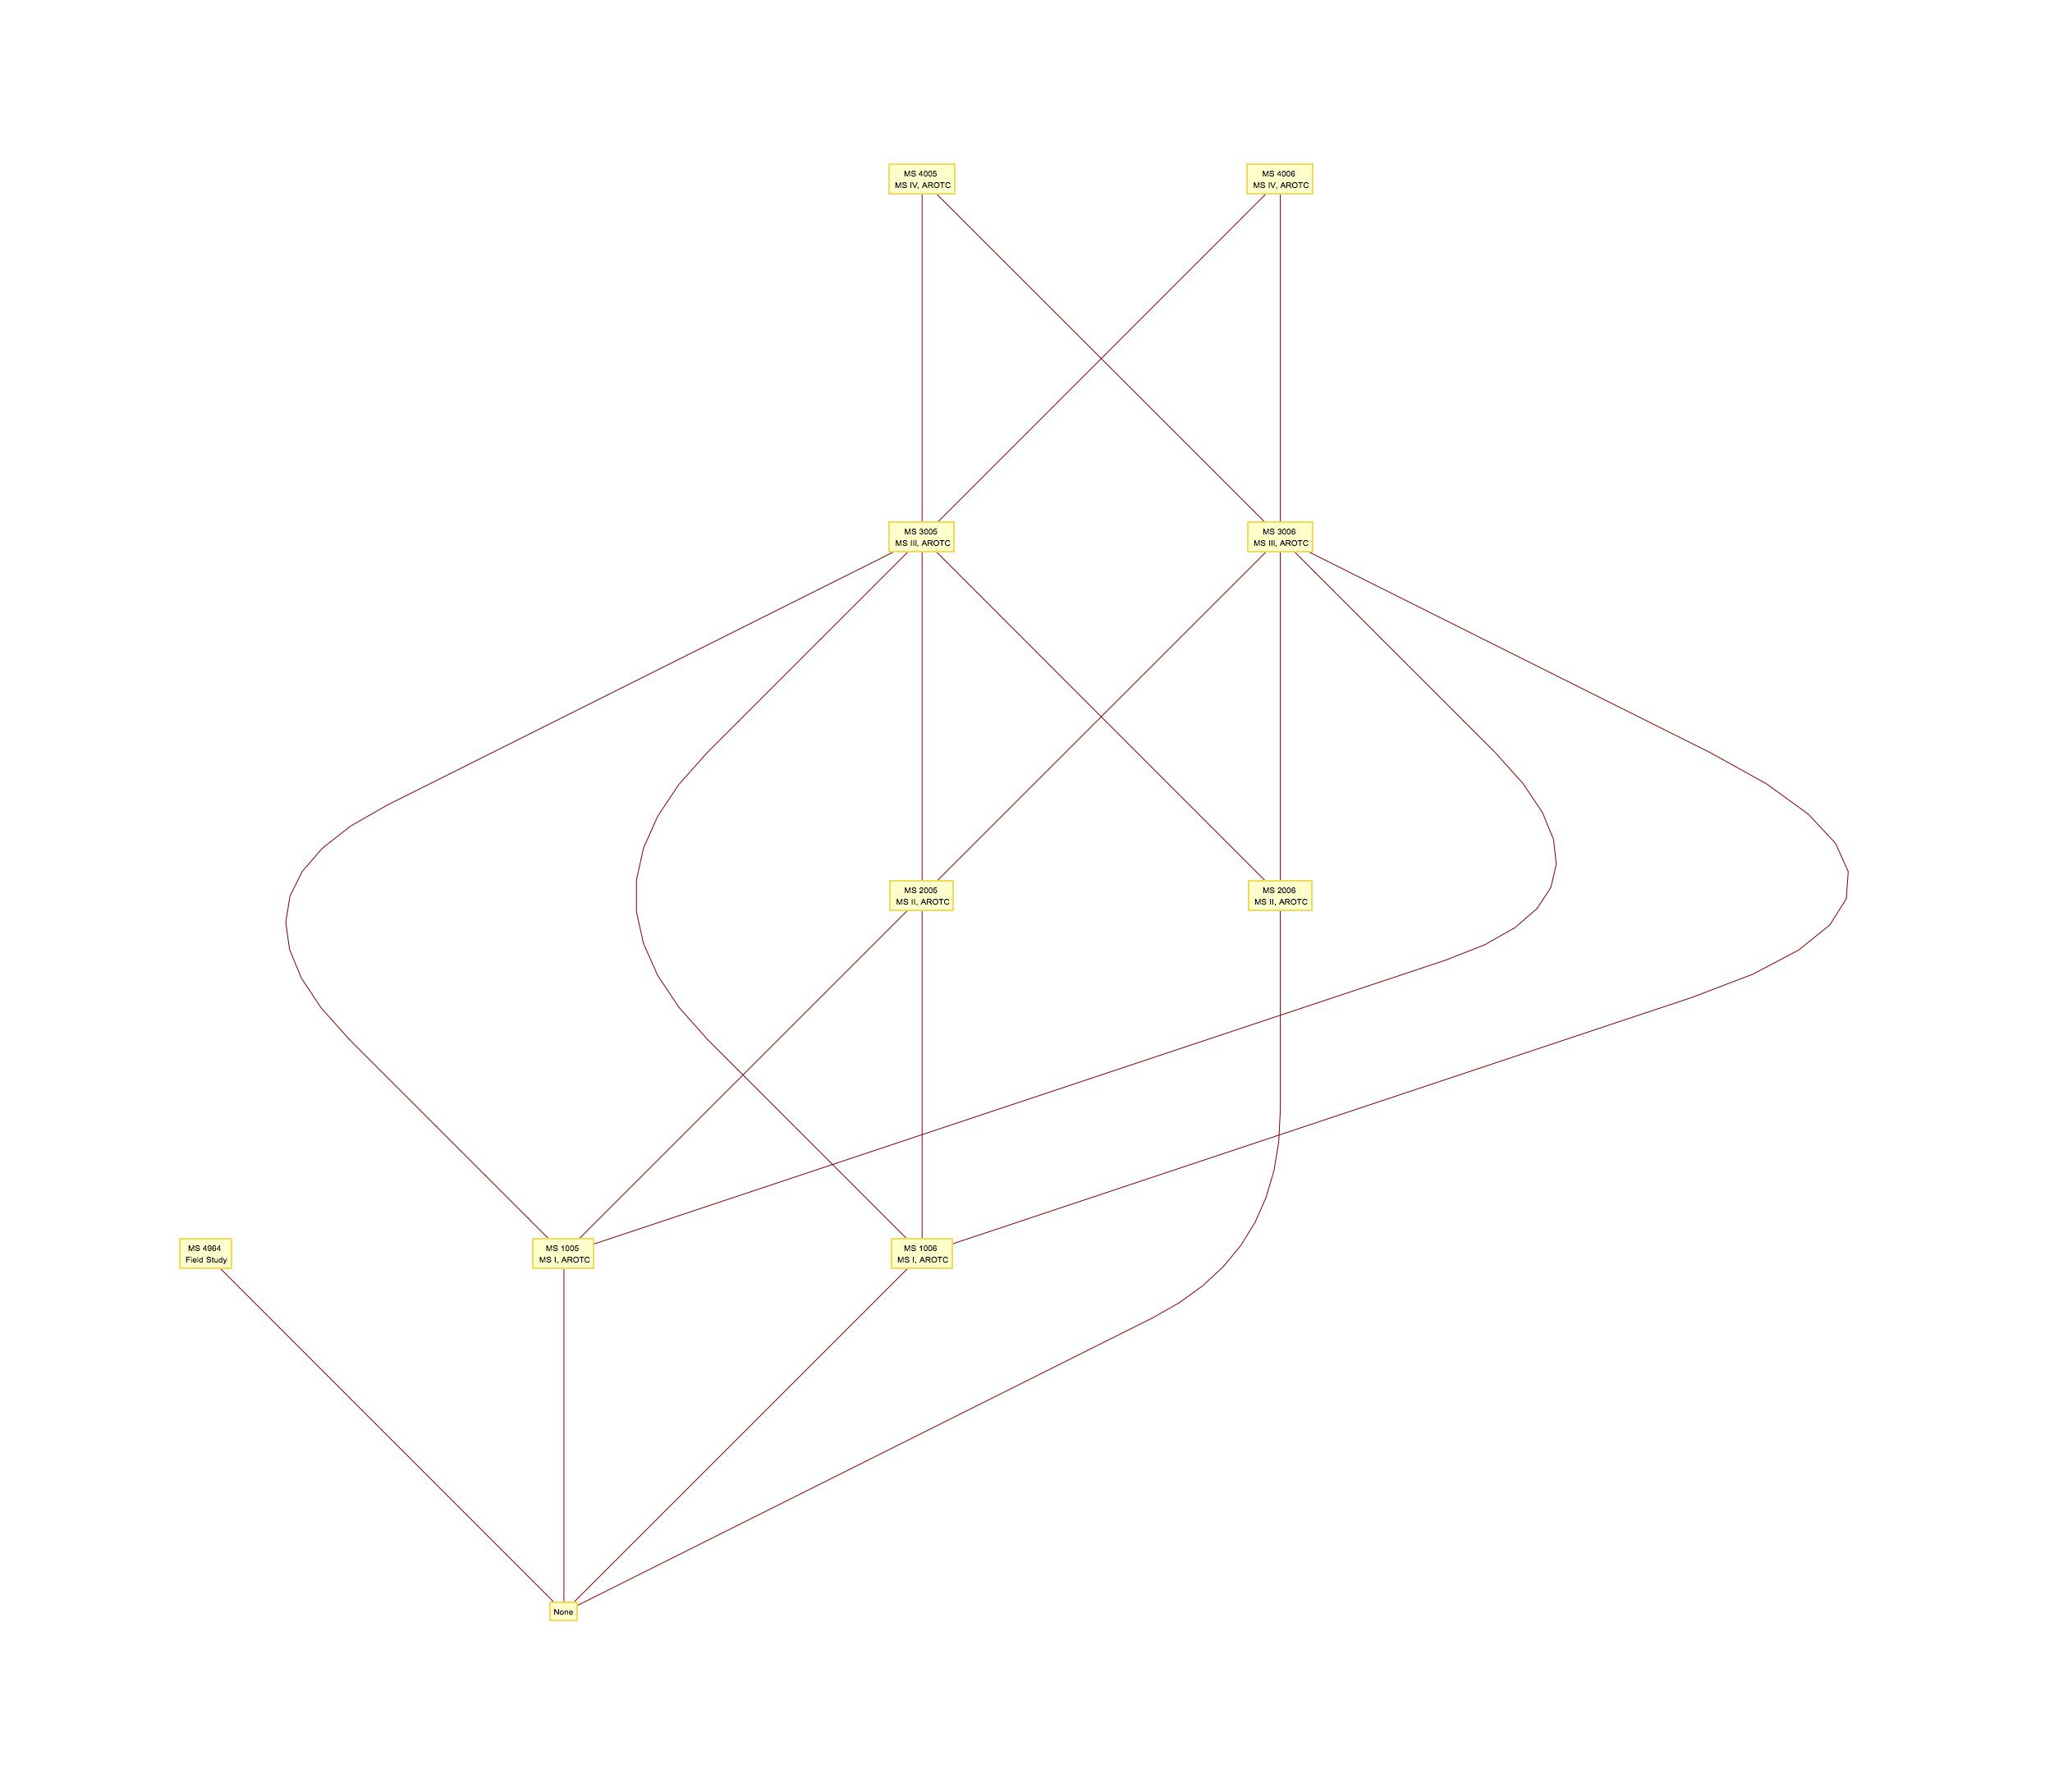 MS 4005
MS IV, AROTC
MS 4006
MS IV, AROTC
MS 3005
MS III, AROTC
MS 3006
MS III, AROTC
MS 2005
MS II, AROTC
MS 2006
MS II, AROTC
MS 4964
Field Study
MS 1005
MS I, AROTC
MS 1006
MS I, AROTC
None